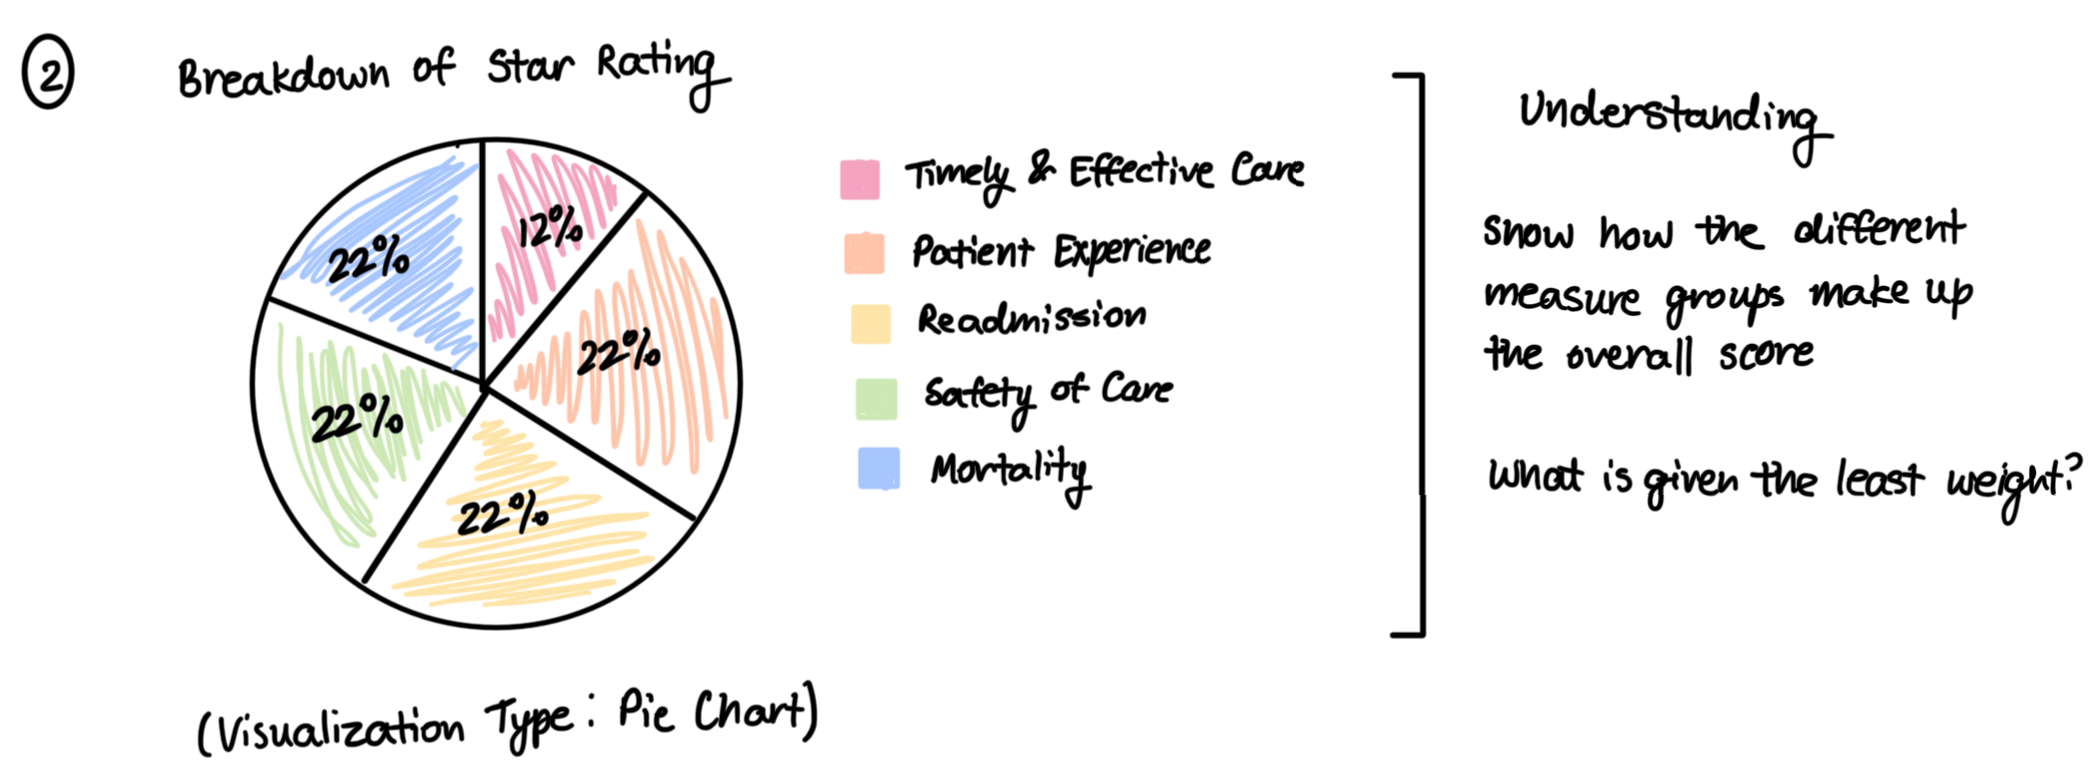 2
Breakdown of Star Rating
12%
22%
22%
22%
22%
Timely & Effective Care
Patient Experience
Readmission
Safety of Care
Mortality
(Visualization Type: Pie Chart)
Understanding
Show how the different
measure groups make up
the overall score
What is given the least weight?